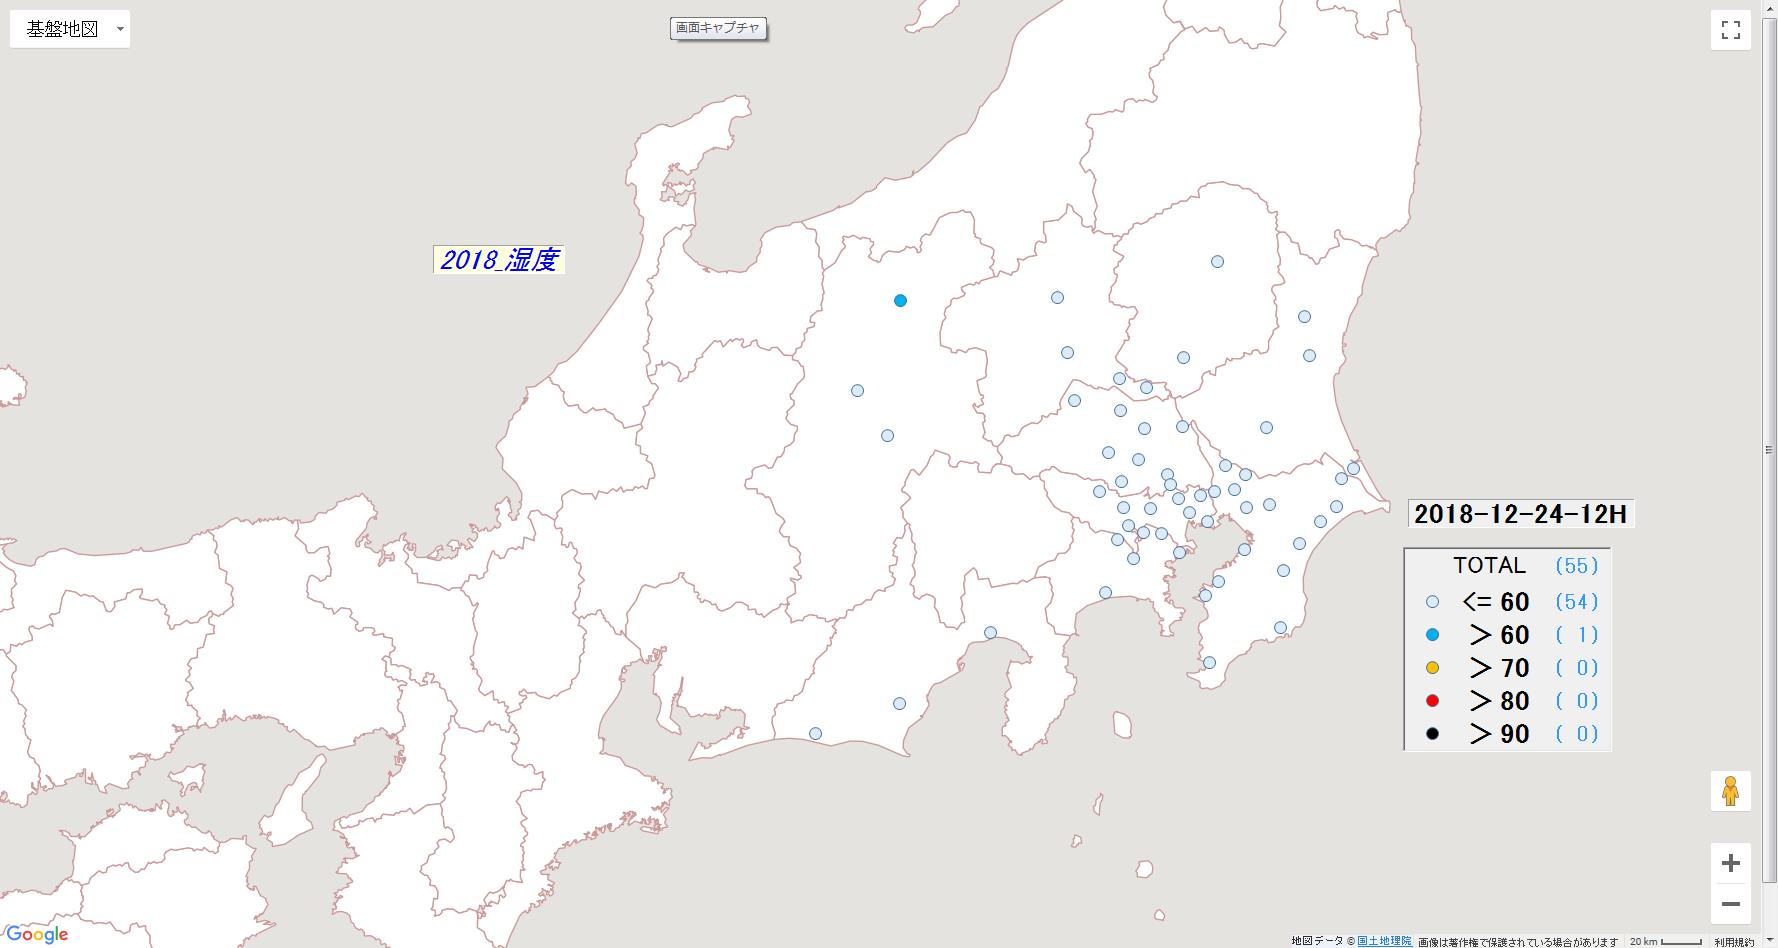 基盤地図
画面キャプチャ
2018_湿度
2018-12-24-12H
TOTAL (55)
<= 60 (54)
> 60 ( 1)
> 70 ( 0)
> 80 ( 0)
> 90 ( 0)
Google
地図データ © 国土地理院 画像は著作権で保護されている場合があります 20 km 利用規約